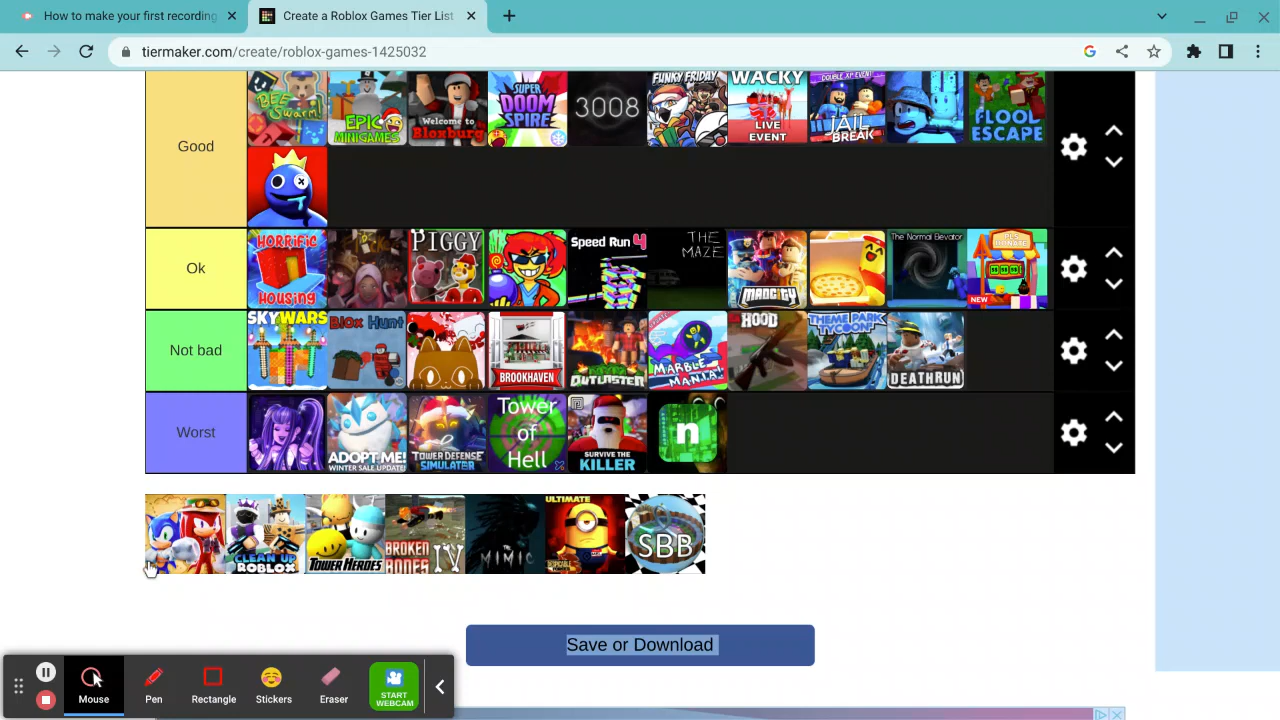 How to make your first recording
Create a Roblox Games Tier List
tiermaker.com/create/roblox-games-1425032
Good
BEE
SWARM
EPIC
MINIGAMES
Welcome to
Bloxburg
SUPER
DOOM
SPIRE
3008
FUNKY FRIDAY
WACKY
LIVE
EVENT
DOUBLE XP EVENT!
JAIL
BREAK
FLOOD
ESCAPE
Ok
HORRIFIC
HOUSING
PIGGY
Speed Run 4
THE
MAZE
MADCITY
The Normal Elevator
PLS
DONATE
NEW
Not bad
SKYWARS
BLOX HUNT
BROOKHAVEN
OUTLASTER
MARBLE
MANIA!
HOOD
THEME PARK
TYCOON
DEATHRUN
Worst
ADOPT ME!
WINTER SALE UPDATE!
TOWER DEFENSE
SIMULATOR
Tower
of
Hell
SURVIVE THE
KILLER
n
CLEAN UP
ROBLOX
TOWER HEROES
BROKEN
BONES IV
THE
MIMIC
ULTIMATE
DESPICABLE
SBB
Save or Download
Mouse
Pen
Rectangle
Stickers
Eraser
START
WEBCAM